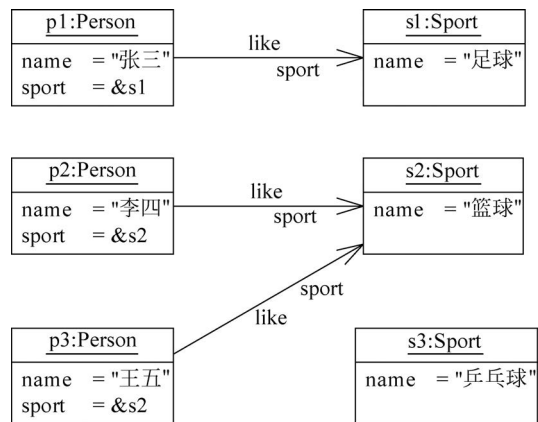 p1:Person
name = "张三"
sport = &s1
like
sport
s1:Sport
name = "足球"
p2:Person
name = "李四"
sport = &s2
like
sport
s2:Sport
name = "篮球"
sport
like
p3:Person
name = "王五"
sport = &s2
s3:Sport
name = "乒乓球"